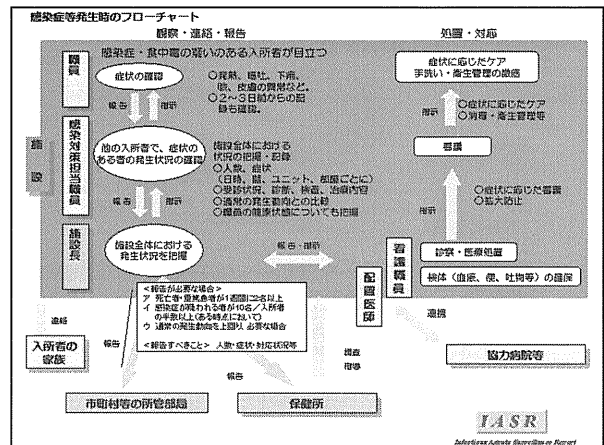 感染症等発生時のフローチャート
観察・連絡・報告
処置・対応
感染症・食中毒の疑いのある入所者が目立つ
職員
症状の確認
○発熱、嘔吐、下痢、
咳、皮膚の異常など。
○2〜3日前からの記
録も確認。
報告
指示
施設
感染対策担当職員
他の入所者で、症状の
ある者の発生状況の確認
施設全体における
状況の把握・記録
○人数、症状
(日時、階、ユニット、部屋ごとに)
○受診状況、診断、検査、治療内容
○通常の発生動向との比較
○職員の健康状態についても把握
報告
指示
施設長
施設全体における
発生状況を把握
報告・指示
症状に応じたケア
手洗い・衛生管理の徹底
指示
○症状に応じたケア
○消毒・衛生管理等
看護
指示
○症状に応じた看護
○拡大防止
看護職員
配置医師
診察・医療処置
検体(血液、便、吐物等)の確保
<報告が必要な場合>
ア 死亡者・重篤患者が1週間に2名以上
イ 感染症が疑われる者が10名/入所者
の半数以上(ある時点において)
ウ 通常の発生動向を上回り 必要な場合
<報告すべきこと> 人数・症状・対応状況等
連絡
入所者の
家族
報告
報告
調査
指導
連携
協力病院等
市町村等の所管部局
保健所
IASR
Infectious Agents Surveillance Report